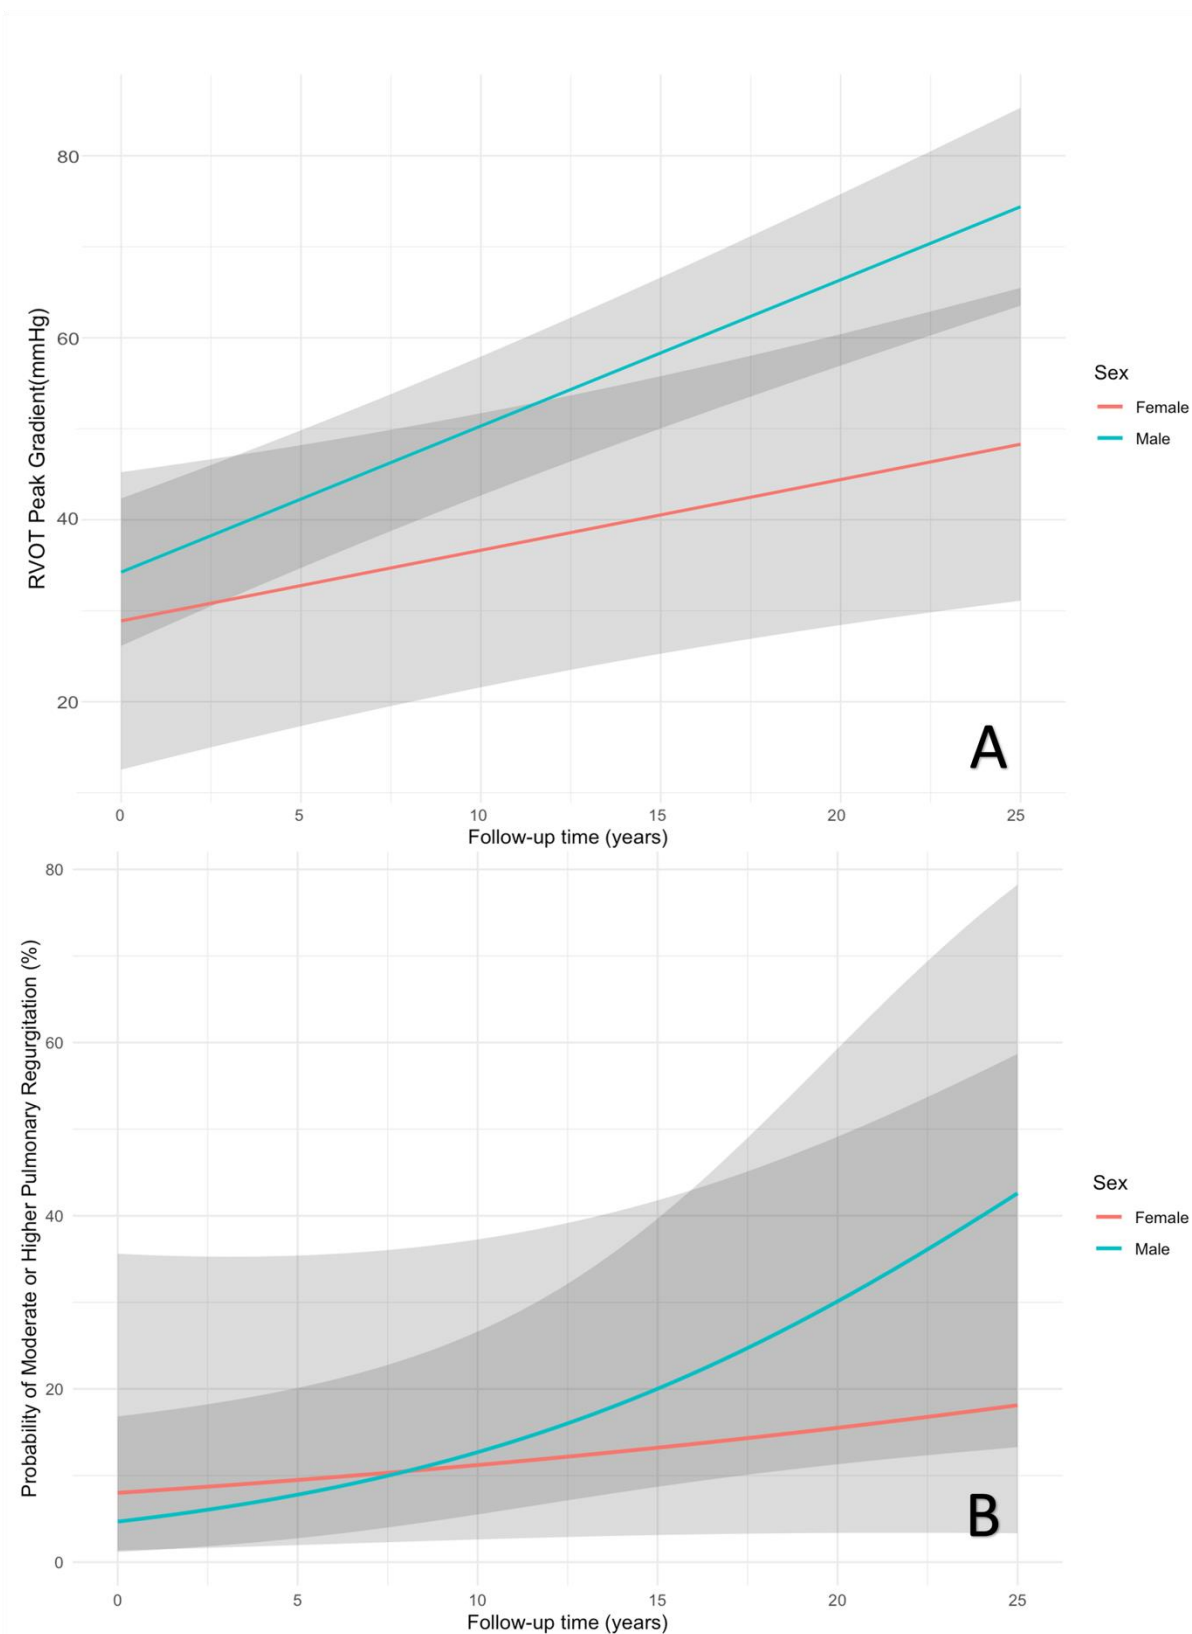 80
60
40
20
RVOT Peak Gradient(mmHg)
0 5 10 15 20 25
Follow-up time (years)
Sex
Female
Male
A
80
60
40
20
0
Probability of Moderate or Higher Pulmonary Regurgitation (%)
0 5 10 15 20 25
Follow-up time (years)
Sex
Female
Male
B